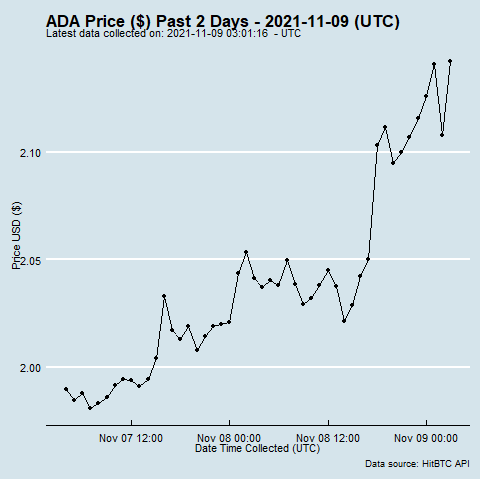 ADA Price ($) Past 2 Days - 2021-11-09 (UTC)
Latest data collected on: 2021-11-09 03:01:16  - UTC
Price USD ($)
2.10
2.05
2.00
Nov 07 12:00
Nov 08 00:00
Nov 08 12:00
Nov 09 00:00
Date Time Collected (UTC)
Data source: HitBTC API